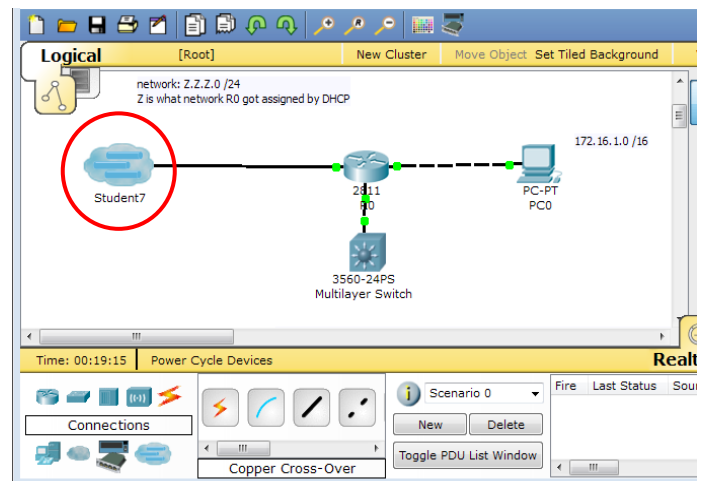 Logical
[Root]
New Cluster
Move Object
Set Tiled Background
network: Z.Z.Z.0 /24
Z is what network R0 got assigned by DHCP
172.16.1.0 /16
Student7
2811
R0
PC-PT
PC0
3560-24PS
Multilayer Switch
Time: 00:19:15
Power Cycle Devices
Realt
Connections
Copper Cross-Over
i
Scenario 0
New
Delete
Toggle PDU List Window
Fire
Last Status
Sour